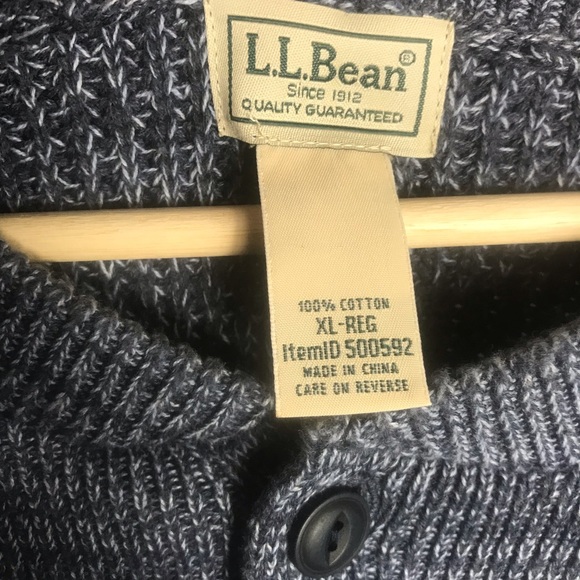 L.L.Bean®
Since 1912
QUALITY GUARANTEED
100% COTTON
XL-REG
ItemID 500592
MADE IN CHINA
CARE ON REVERSE